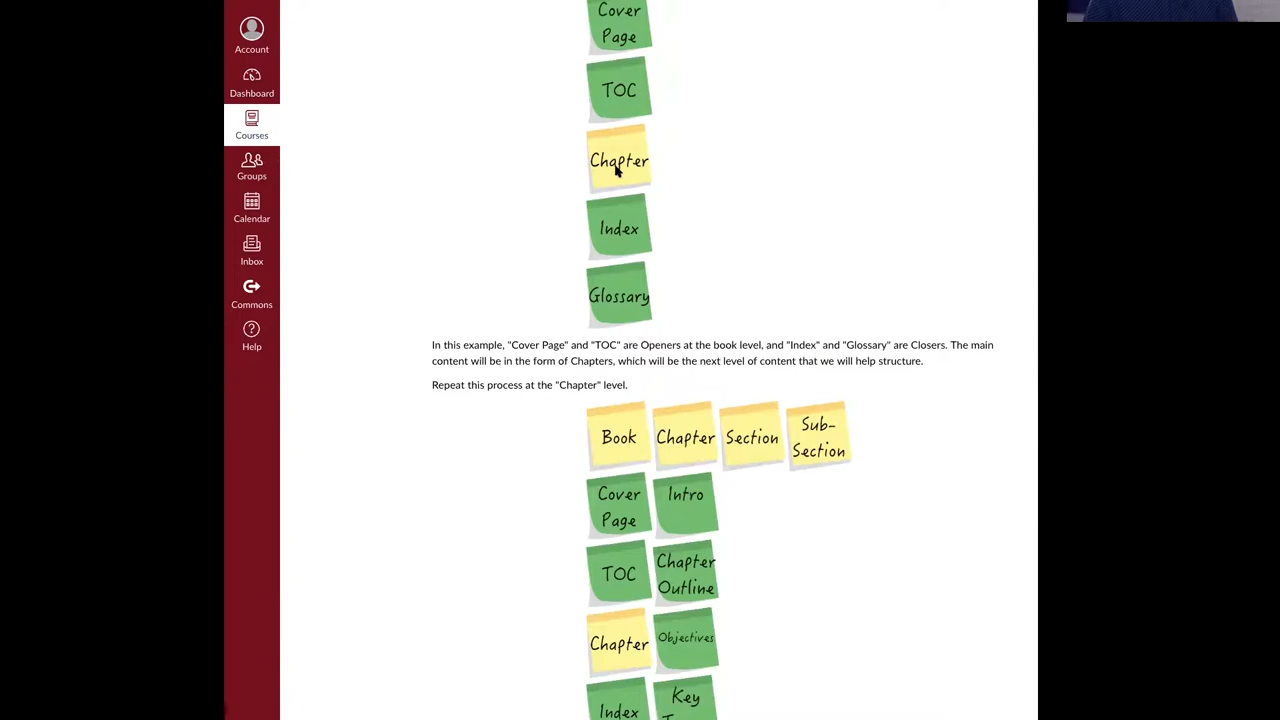 Account
Dashboard
Courses
Groups
Calendar
Inbox
Commons
Help
Cover
Page
TOC
Chapter
Index
Glossary
In this example, "Cover Page" and "TOC" are Openers at the book level, and "Index" and "Glossary" are Closers. The main
content will be in the form of Chapters, which will be the next level of content that we will help structure.
Repeat this process at the "Chapter" level.
Book Chapter Section Sub-
Section
Cover
Page
Intro
TOC
Chapter
Outline
Chapter
Objectives
Index
Key